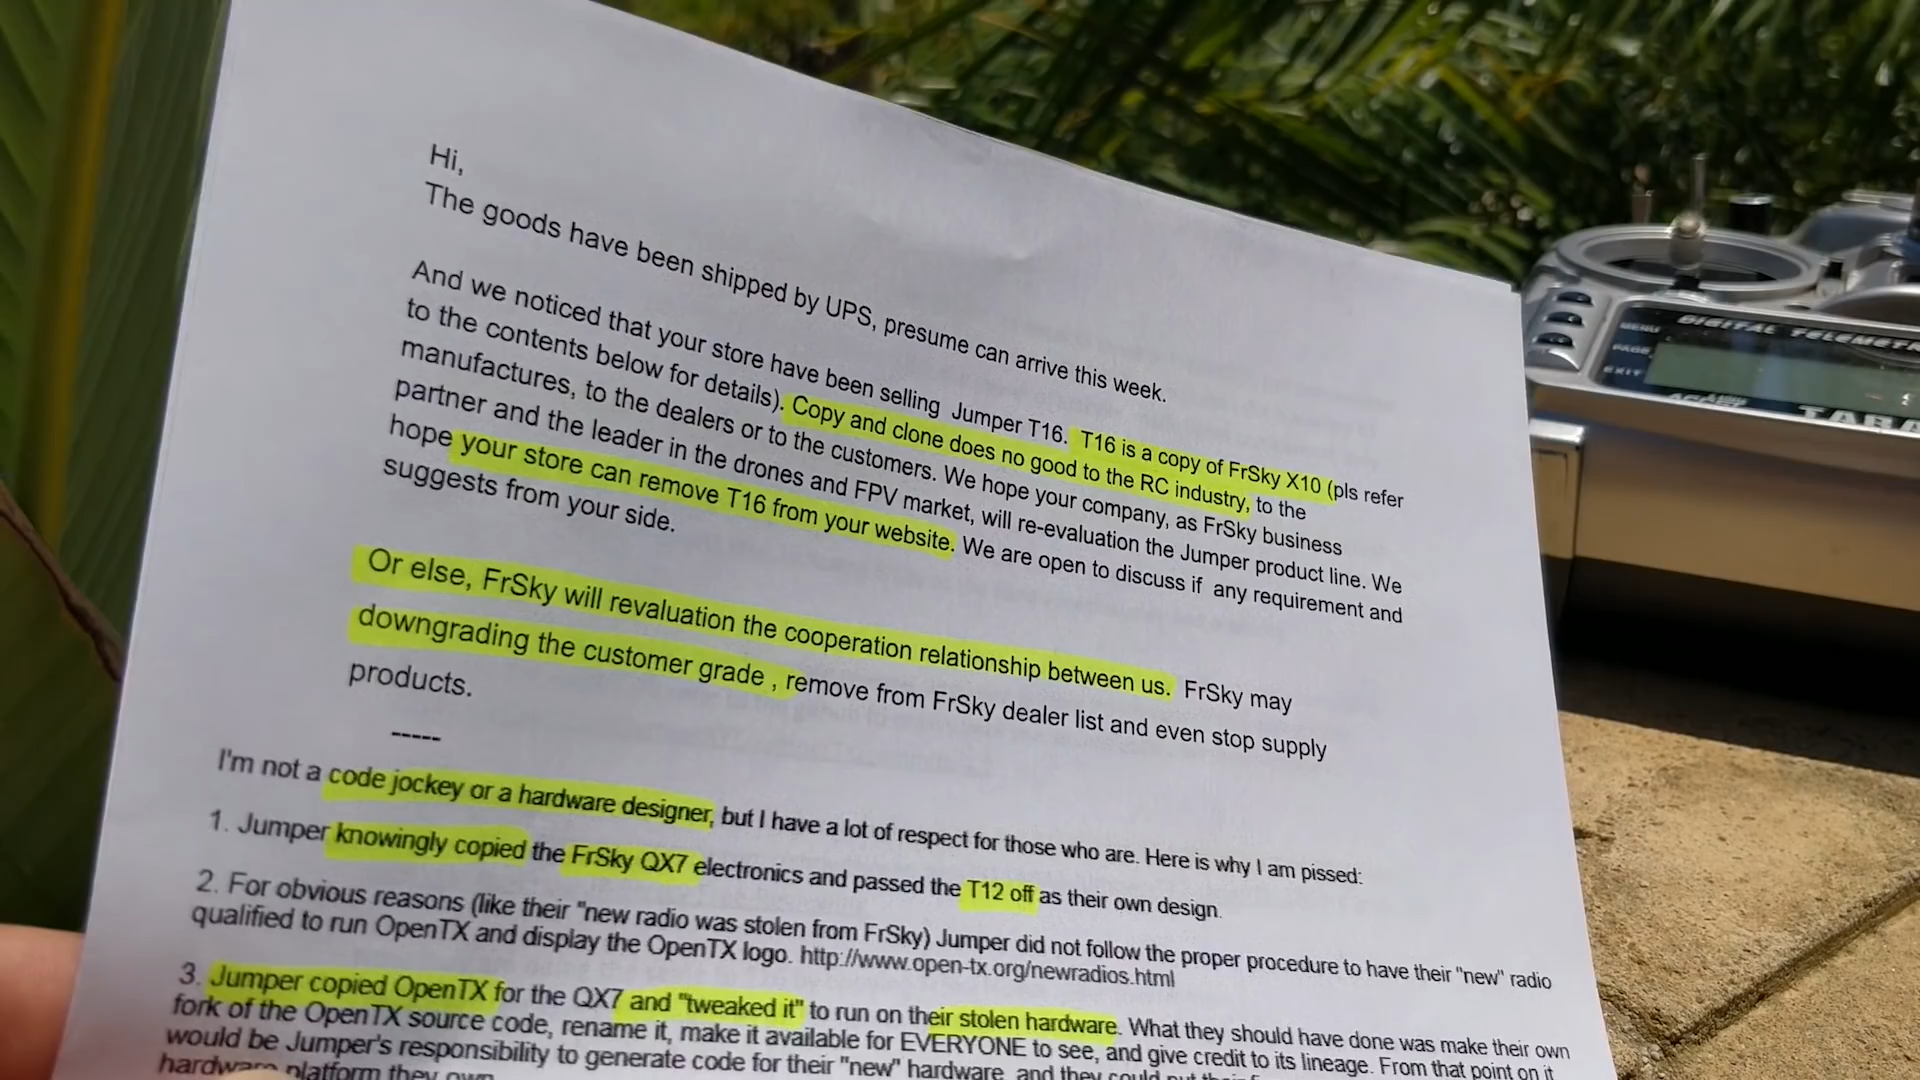 Hi,
The goods have been shipped by UPS, presume can arrive this week.
And we noticed that your store have been selling Jumper T16. T16 is a copy of FrSky X10 (pls refer
to the contents below for details). Copy and clone does no good to the RC industry, to the
manufactures, to the dealers or to the customers. We hope your company, as FrSky business
partner and the leader in the drones and FPV market, will re-evaluation the Jumper product line. We
hope your store can remove T16 from your website. We are open to discuss if any requirement and
suggests from your side.
Or else, FrSky will revaluation the cooperation relationship between us. FrSky may
downgrading the customer grade , remove from FrSky dealer list and even stop supply
products.
-----
I'm not a code jockey or a hardware designer, but I have a lot of respect for those who are. Here is why I am pissed:
1. Jumper knowingly copied the FrSky QX7 electronics and passed the T12 off as their own design.
2. For obvious reasons (like their "new radio was stolen from FrSky) Jumper did not follow the proper procedure to have their "new" radio
qualified to run OpenTX and display the OpenTX logo. http://www.open-tx.org/newradios.html
3. Jumper copied OpenTX for the QX7 and "tweaked it" to run on their stolen hardware. What they should have done was make their own
fork of the OpenTX source code, rename it, make it available for EVERYONE to see, and give credit to its lineage. From that point on it
would be Jumper's responsibility to generate code for their "new" hardware, and they could put their
hardware platform they own
DIGITAL TELEMETR
MENU
PAGE
EXIT
TARA